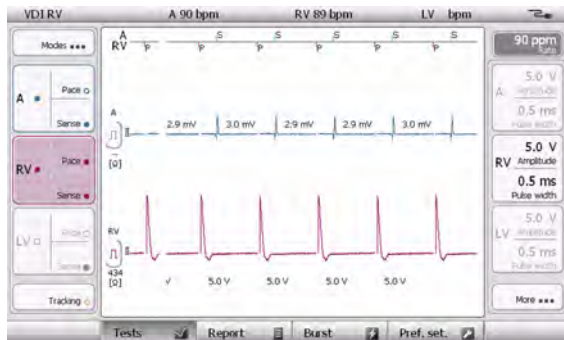 VDI RV A 90 bpm RV 89 bpm LV bpm
Modes
A
RV
S S S S S
P P P P P P
90 ppm
Rate
A
Pace
Sense
A
2.9 mV 3.0 mV 2.9 mV 2.9 mV 3.0 mV
[Ω]
5.0 V
A Amplitude
0.5 ms
Pulse width
RV
Pace
Sense
5.0 V
RV Amplitude
0.5 ms
Pulse width
LV
Pace
Sense
RV
434
[Ω]
√ 5.0 V 5.0 V 5.0 V 5.0 V
5.0 V
LV Amplitude
0.5 ms
Pulse width
Tracking
More
Tests Report Burst Pref. set.